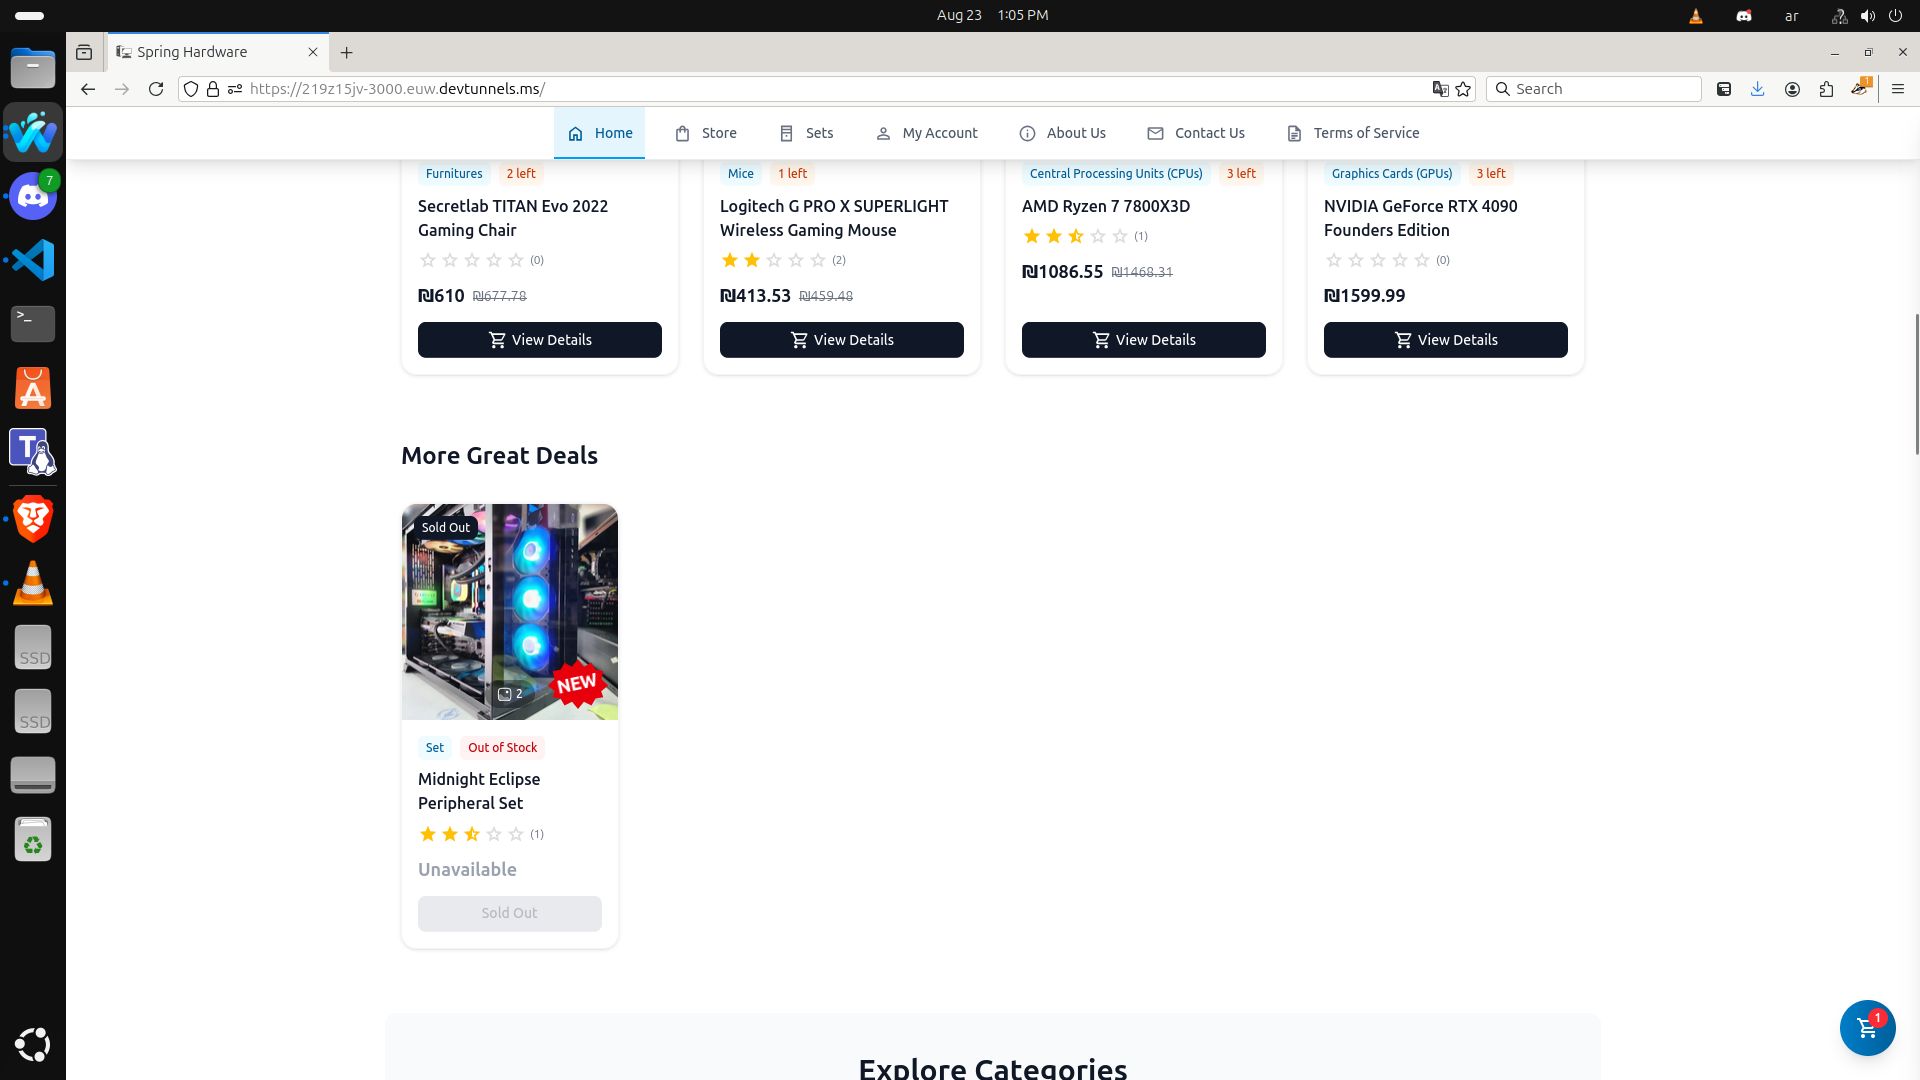 Aug 23 1:05 PM
ar
Spring Hardware
https://219z15jv-3000.euw.devtunnels.ms/
Search
1
7
Home
Store
Sets
My Account
About Us
Contact Us
Terms of Service
Furnitures
2 left
Secretlab TITAN Evo 2022
Gaming Chair
(0)
₪610 ₪677.78
View Details
Mice
1 left
Logitech G PRO X SUPERLIGHT
Wireless Gaming Mouse
(2)
₪413.53 ₪459.48
View Details
Central Processing Units (CPUs)
3 left
AMD Ryzen 7 7800X3D
(1)
₪1086.55 ₪1468.31
View Details
Graphics Cards (GPUs)
3 left
NVIDIA GeForce RTX 4090
Founders Edition
(0)
₪1599.99
View Details
More Great Deals
Sold Out
2
NEW
Set
Out of Stock
Midnight Eclipse
Peripheral Set
(1)
Unavailable
Sold Out
Explore Categories
1
>_
A
T
SSD
SSD